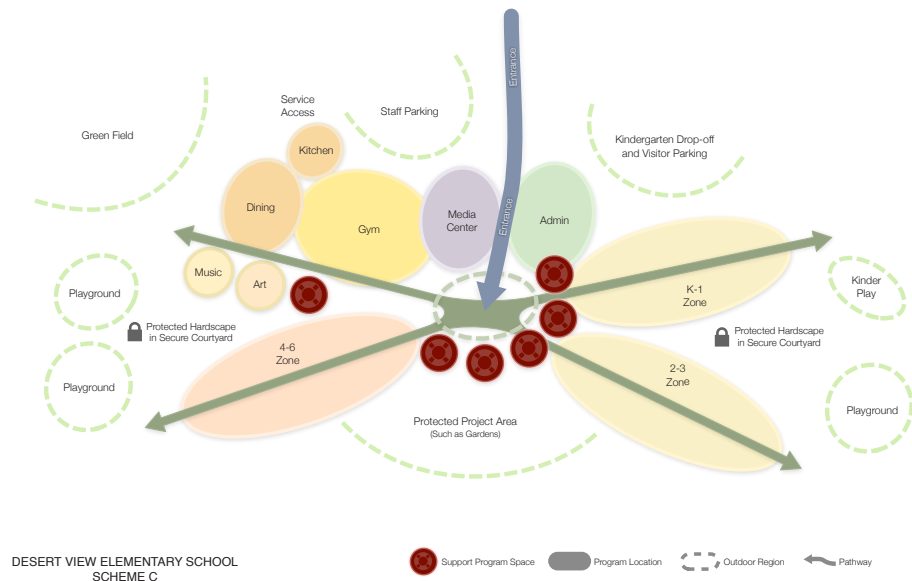 Entrance
Service
Access
Staff Parking
Green Field
Kitchen
Kindergarten Drop-off
and Visitor Parking
Dining
Gym
Media
Center
Entrance
Admin
Music
Art
Playground
K-1
Zone
Kinder
Play
Protected Hardscape
in Secure Courtyard
Protected Hardscape
in Secure Courtyard
4-6
Zone
2-3
Zone
Playground
Playground
Protected Project Area
(Such as Gardens)
DESERT VIEW ELEMENTARY SCHOOL
SCHEME C
Support Program Space
Program Location
Outdoor Region
Pathway